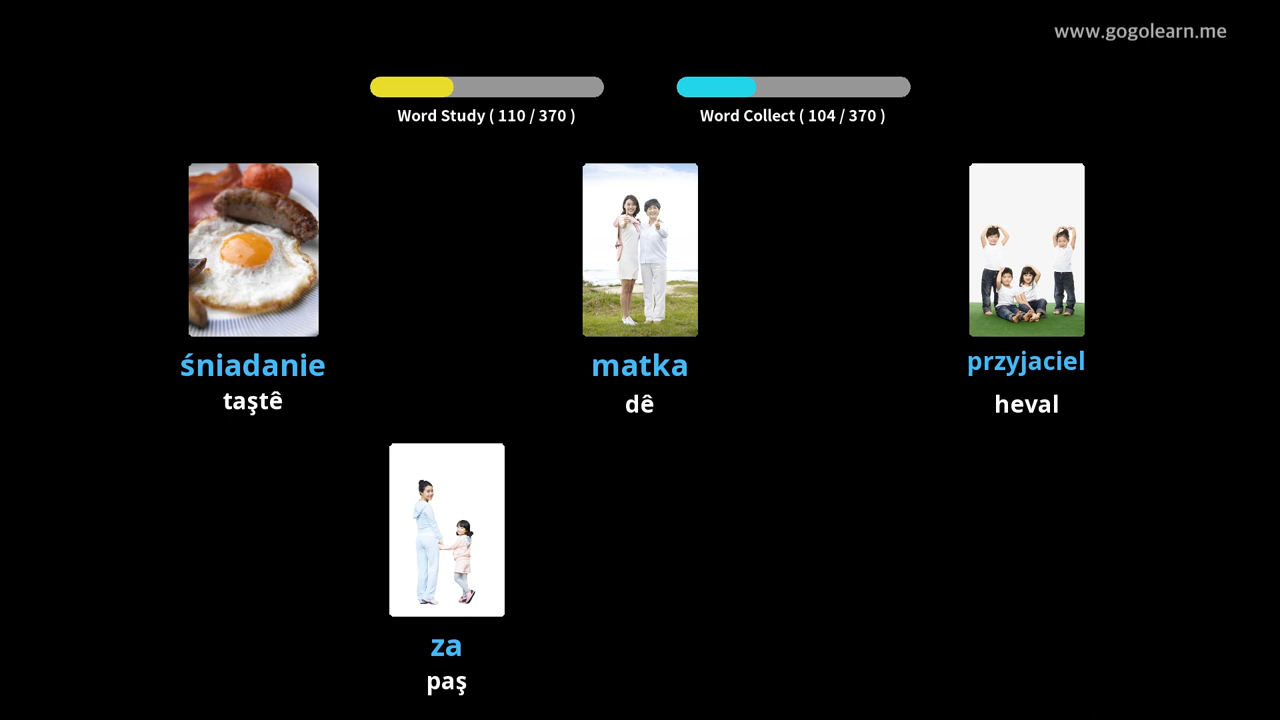 www.gogolearn.me
Word Study ( 110 / 370 )
Word Collect ( 104 / 370 )
śniadanie
taştê
matka
dê
przyjaciel
heval
za
paş